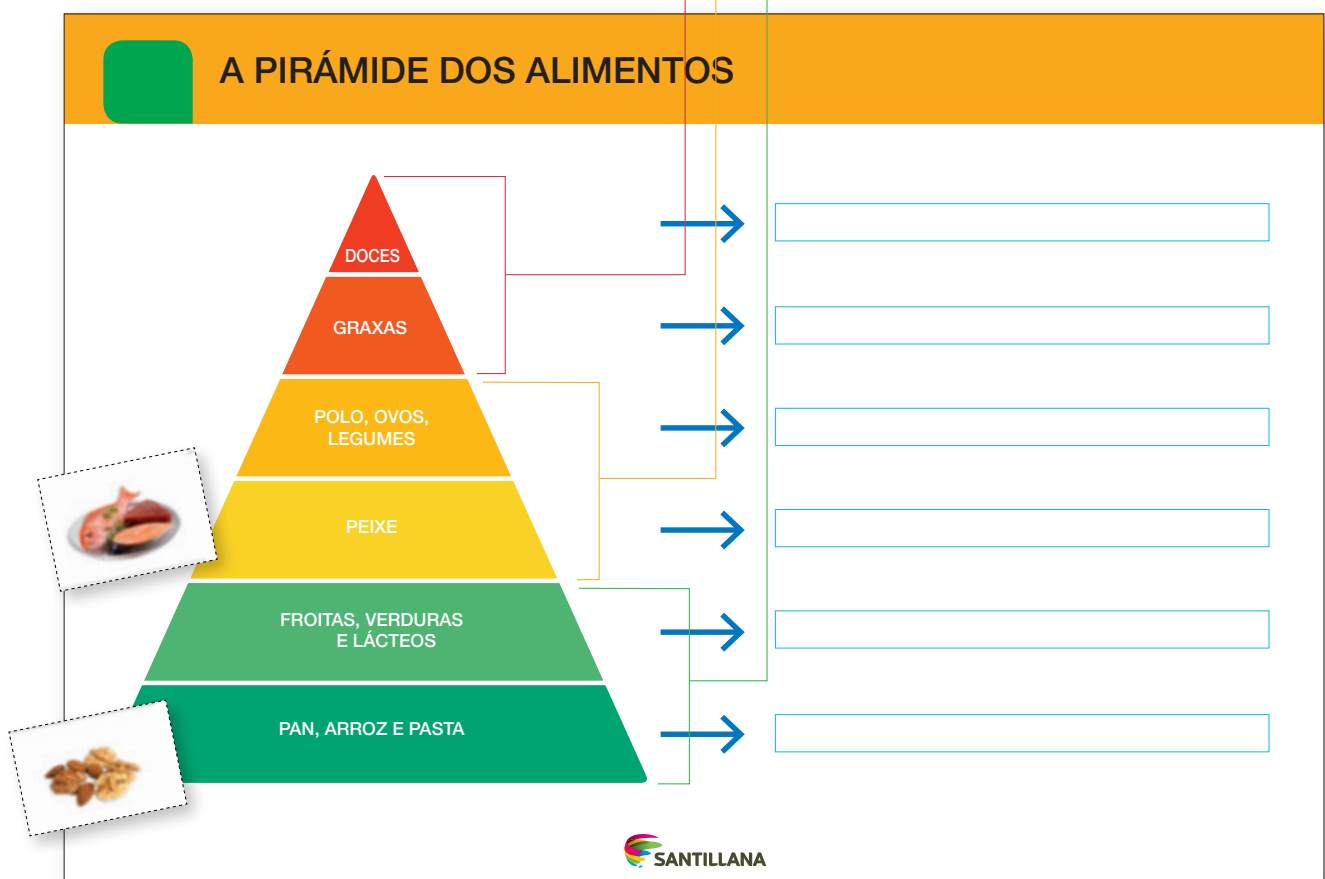 A PIRÁMIDE DOS ALIMENTOS
DOCES
GRAXAS
POLO, OVOS,
LEGUMES
PEIXE
FROITAS, VERDURAS
E LÁCTEOS
PAN, ARROZ E PASTA
SANTILLANA